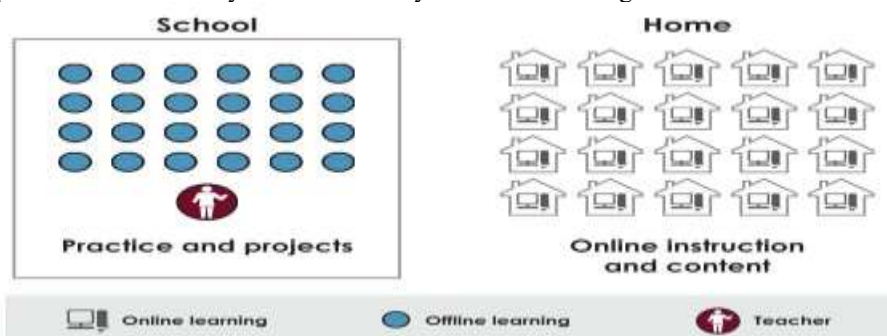 School
Home
Practice and projects
Online instruction
and content
Online learning
Offline learning
Teacher